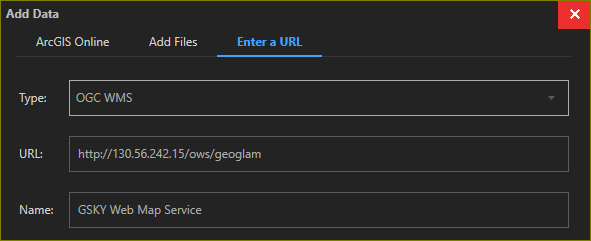 Add Data
ArcGIS Online Add Files Enter a URL
Type: OGC WMS
URL: http://130.56.242.15/ows/geoglam
Name: GSKY Web Map Service